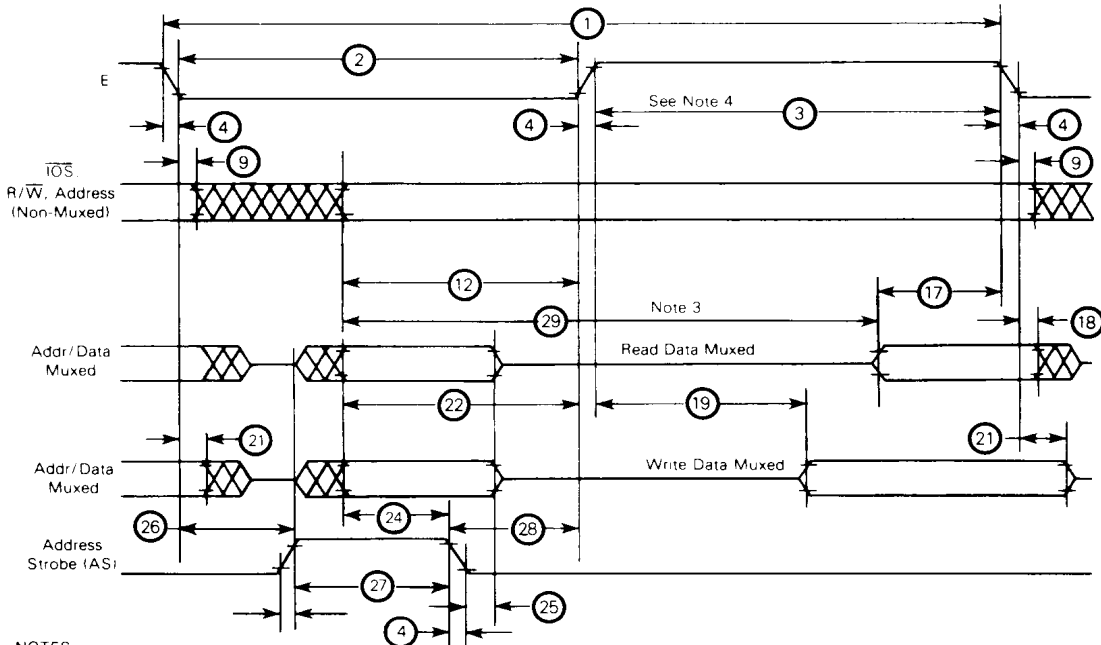 1
2
E
See Note 4
3
4
4
4
9
9
IOS,
R/W, Address
(Non-Muxed)
12
17
Note 3
29
18
Addr/Data
Muxed
Read Data Muxed
22
19
21
21
Addr/Data
Muxed
Write Data Muxed
26
24
28
Address
Strobe (AS)
27
25
4
NOTES